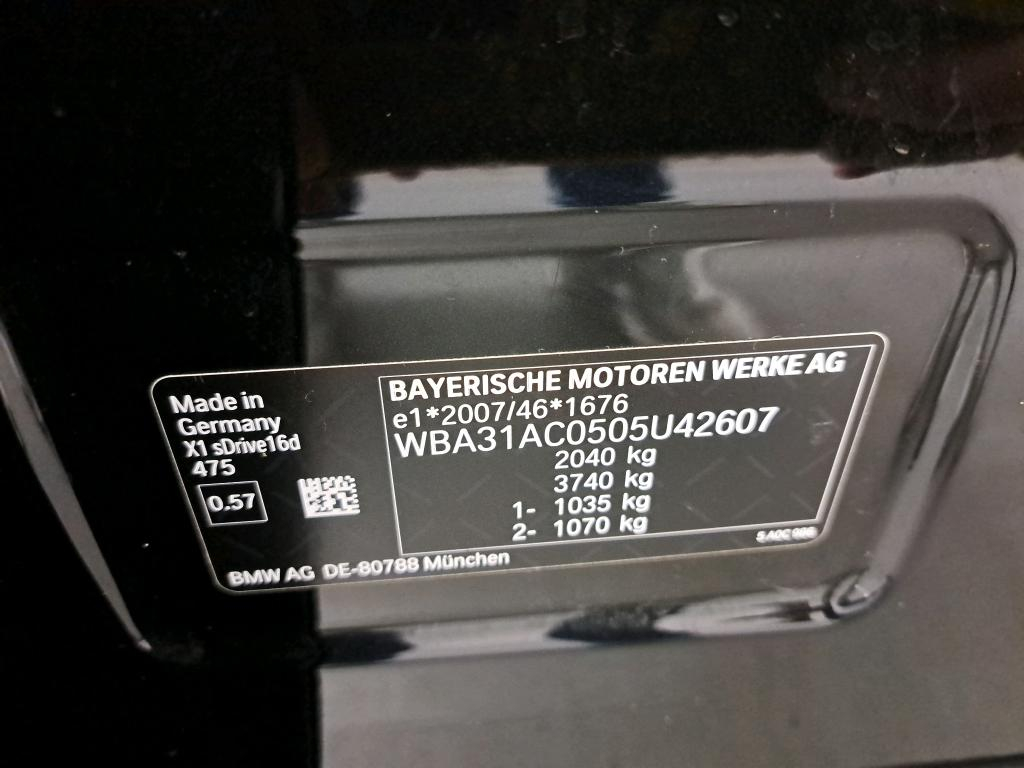 Made in
Germany
X1 sDrive16d
475
0.57
BAYERISCHE MOTOREN WERKE AG
e1*2007/46*1676
WBA31AC0505U42607
2040 kg
3740 kg
1- 1035 kg
2- 1070 kg
BMW AG DE-80788 München